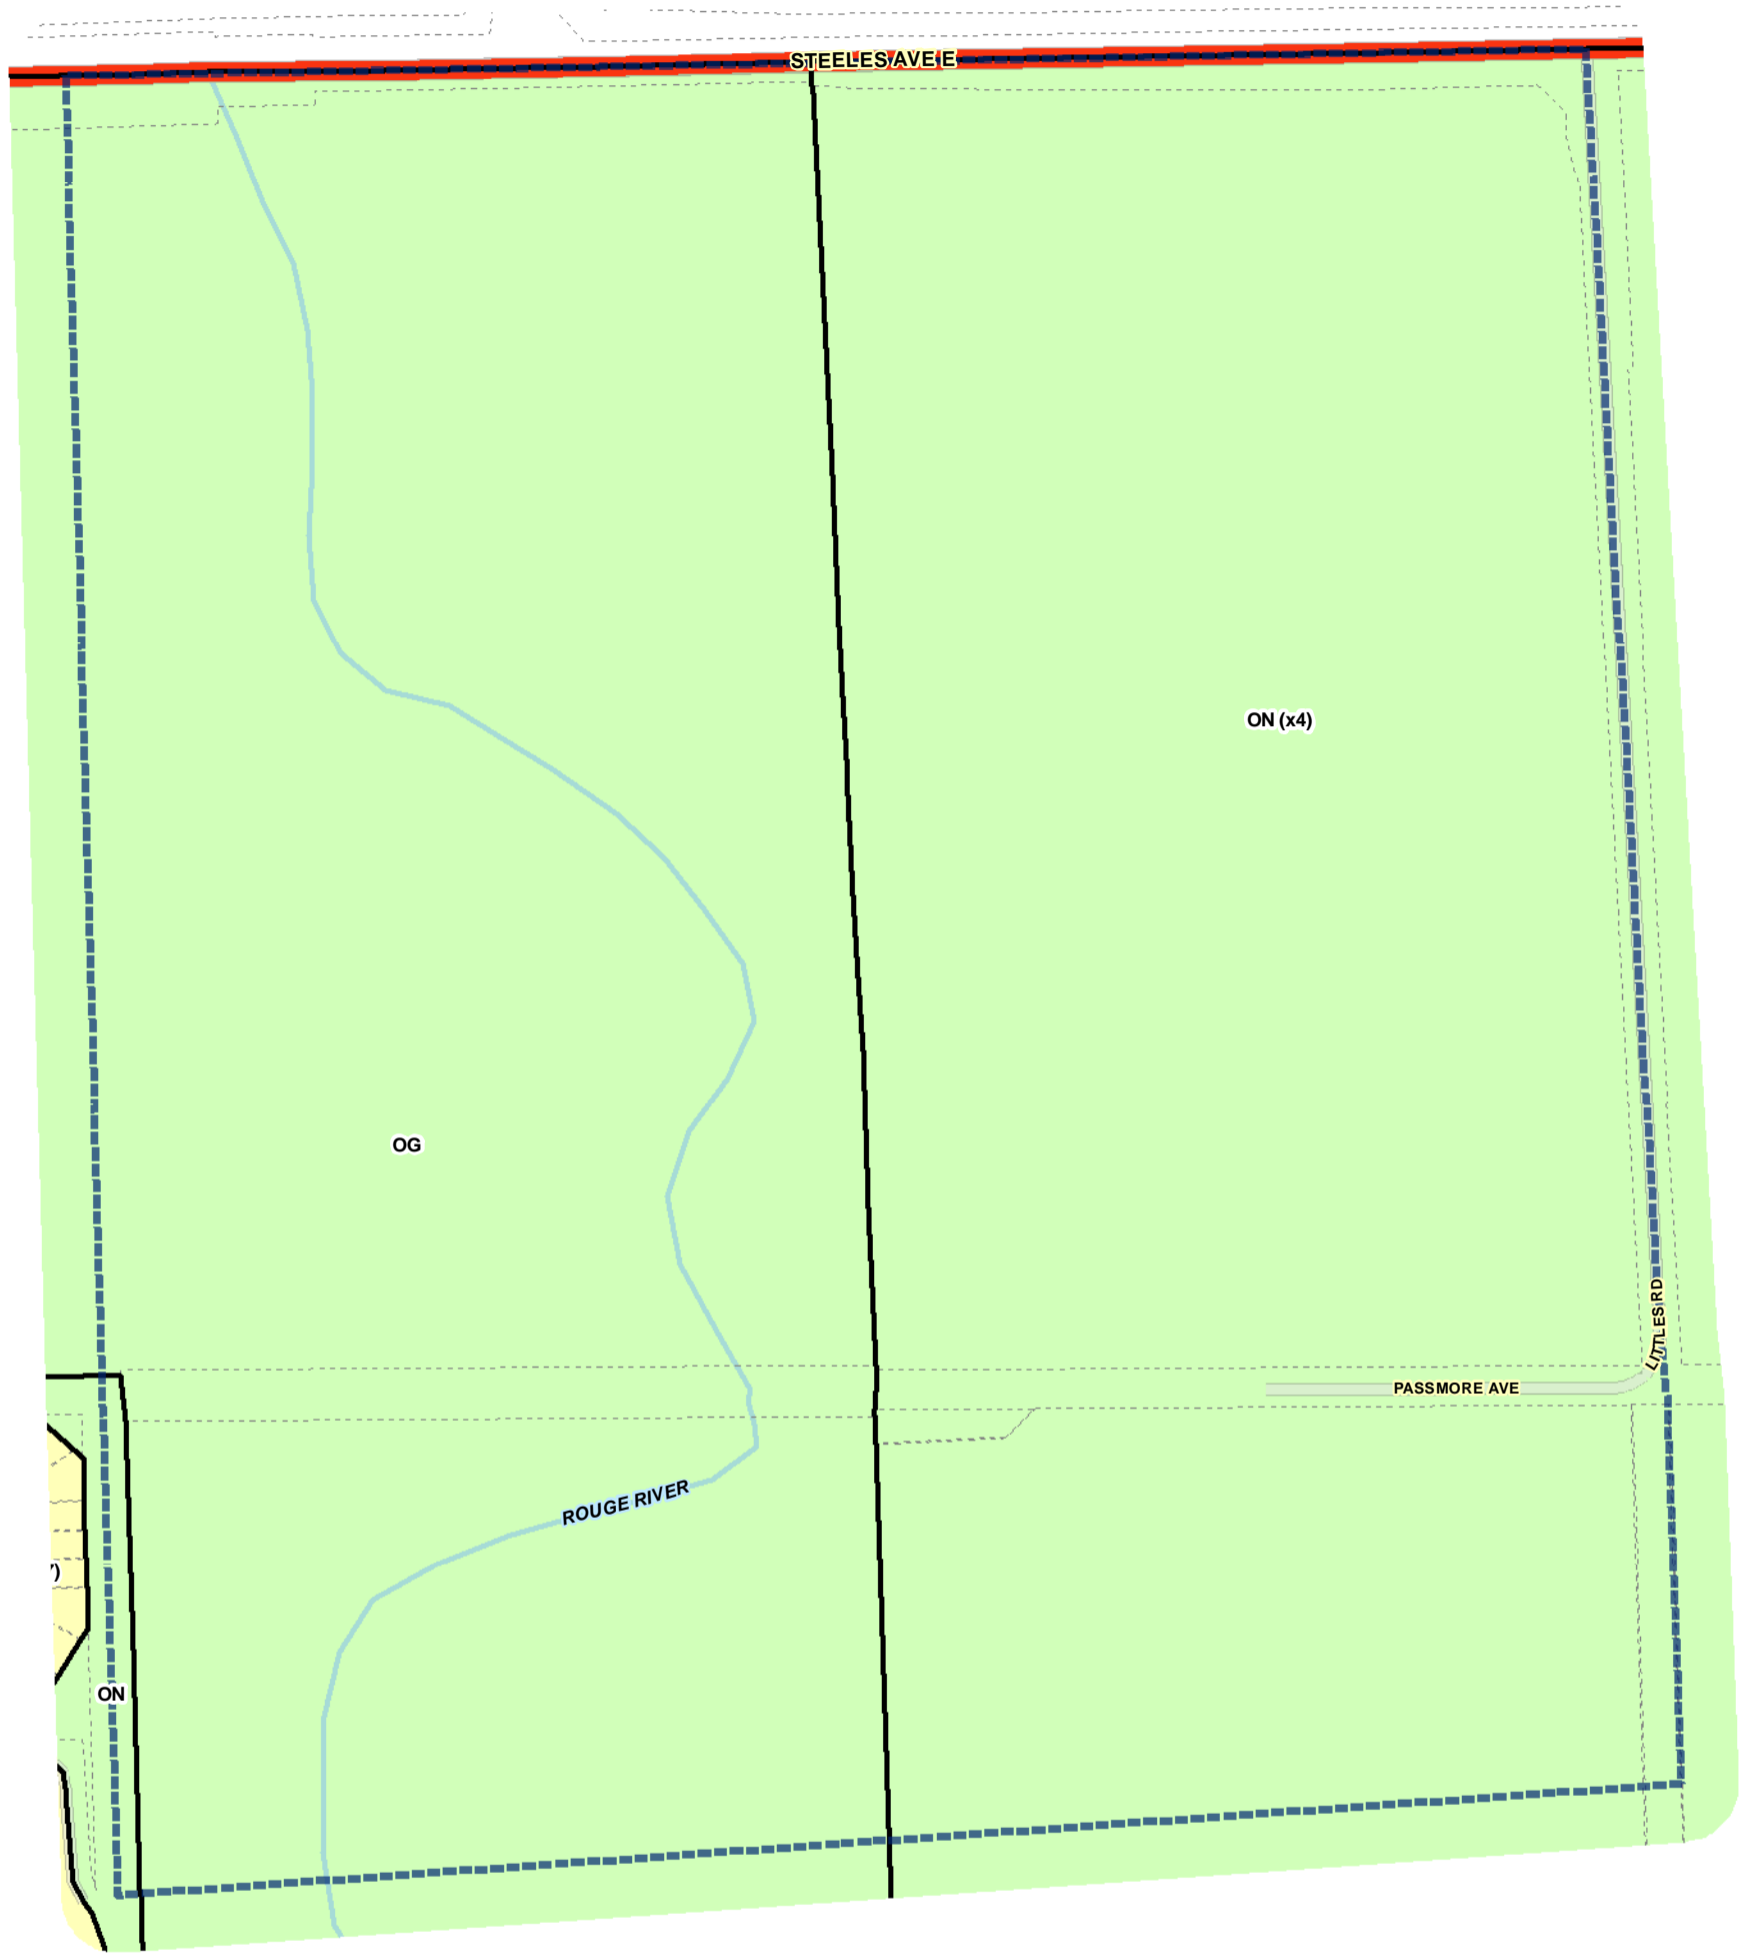 STEELES AVE E
ON (x4)
OG
LITTLES RD
PASSMORE AVE
ROUGE RIVER
)
ON